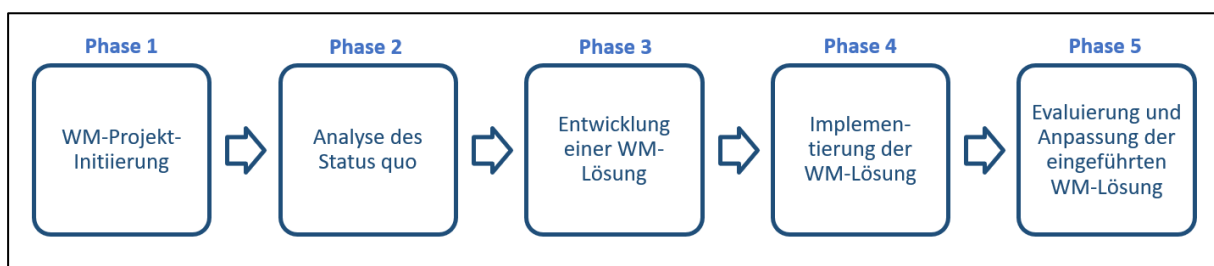 Phase 1
WM-Projekt-
Initiierung
Phase 2
Analyse des
Status quo
Phase 3
Entwicklung
einer WM-
Lösung
Phase 4
Implemen-
tierung der
WM-Lösung
Phase 5
Evaluierung und
Anpassung der
eingeführten
WM-Lösung